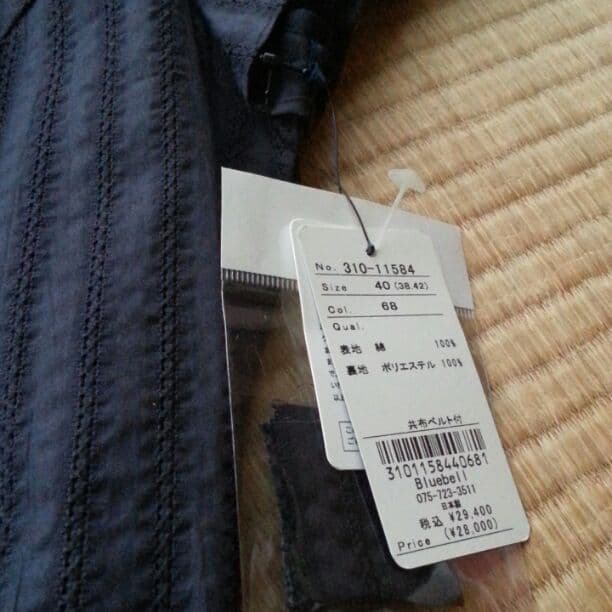 No. 310-11584
Size 40 (38.42)
Col. 68
Qual.
表地 綿 100%
裏地 ポリエステル 100%
共布ベルト付
3101158440681
Bluebell
075-723-3511
日本製
税込 ¥29,400
Price (¥28,000)